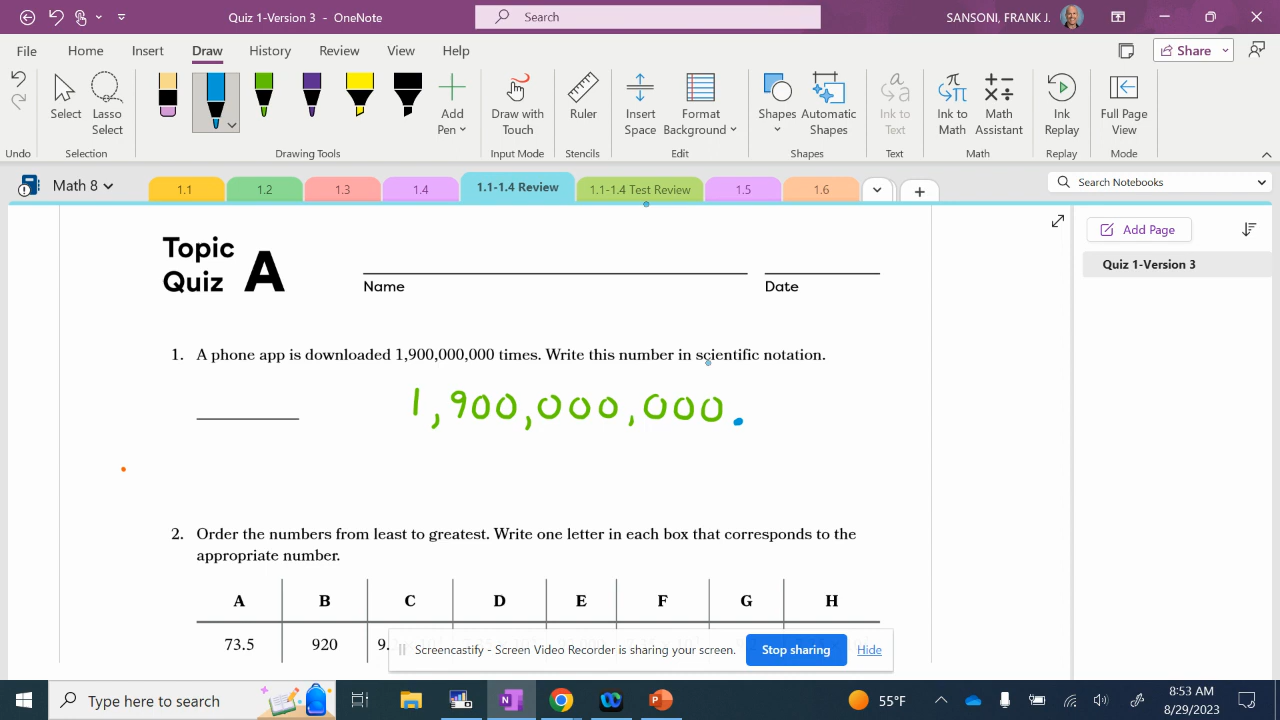 Quiz 1-Version 3 - OneNote
Search
SANSONI, FRANK J.
File Home Insert Draw History Review View Help
Share
Select
Lasso Select
Add Pen
Draw with Touch
Ruler
Insert Space
Format Background
Shapes
Automatic Shapes
Ink to Text
Ink to Math
Math Assistant
Ink Replay
Full Page View
Undo Selection Drawing Tools Input Mode Stencils Edit Shapes Text Math Replay Mode
Math 8
1.1 1.2 1.3 1.4 1.1-1.4 Review 1.1-1.4 Test Review 1.5 1.6
Search Notebooks
Add Page
Quiz 1-Version 3
Topic Quiz A
Name Date
1. A phone app is downloaded 1,900,000,000 times. Write this number in scientific notation.
1,900,000,000.
2. Order the numbers from least to greatest. Write one letter in each box that corresponds to the
appropriate number.
A B C D E F G H
73.5 920
Screencastify - Screen Video Recorder is sharing your screen. Stop sharing Hide
Type here to search
55°F
8:53 AM
8/29/2023